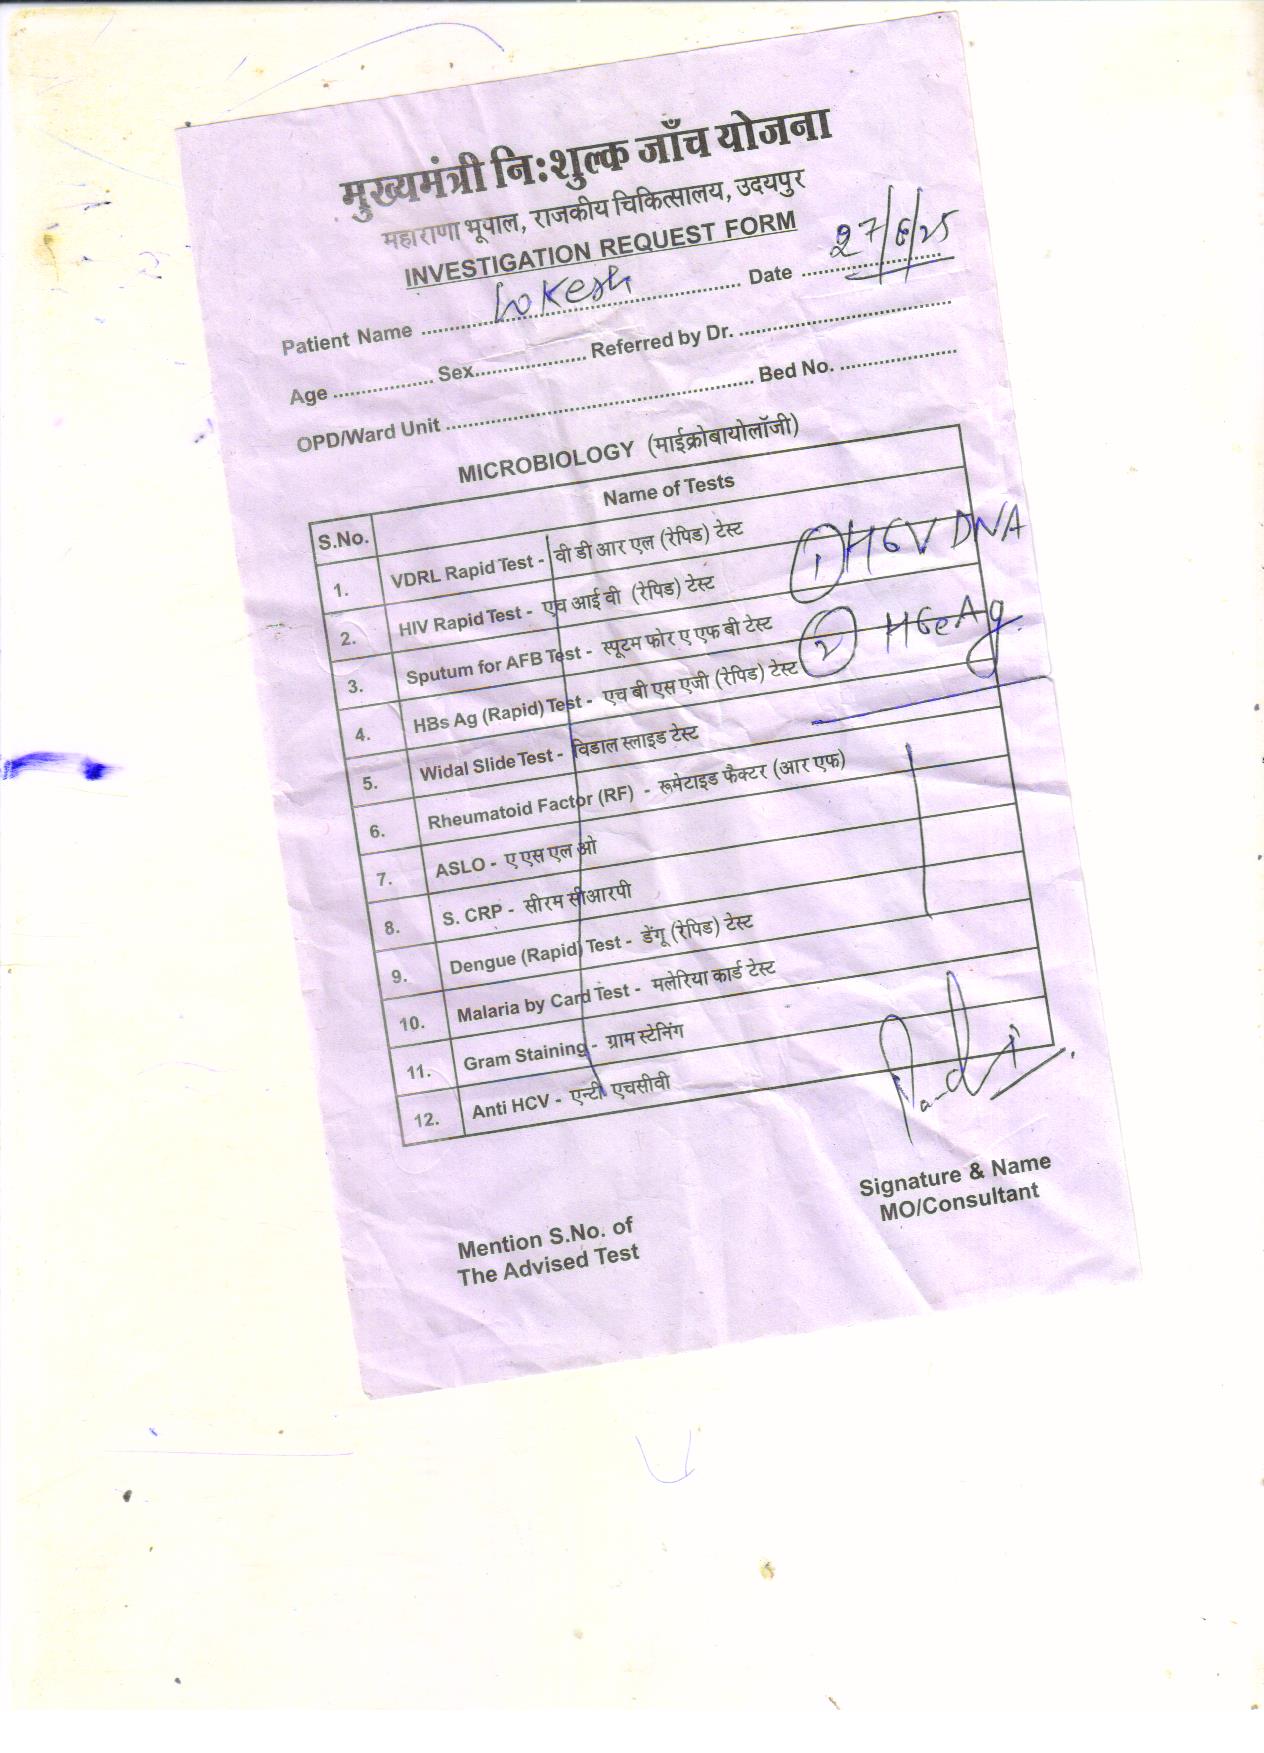 मुख्यमंत्री नि:शुल्क जाँच योजना
महाराणा भूपाल, राजकीय चिकित्सालय, उदयपुर
INVESTIGATION REQUEST FORM
Patient Name ........ Lokesh ........ Date 27/6/25
Age ................. Sex................... Referred by Dr. .....................................
OPD/Ward Unit ..................................................... Bed No. ....................
MICROBIOLOGY (माईक्रोबायोलॉजी)
S.No. Name of Tests
1. VDRL Rapid Test - वी डी आर एल (रेपिड) टेस्ट
2. HIV Rapid Test - एच आई वी (रेपिड) टेस्ट
3. Sputum for AFB Test - स्पूटम फोर ए एफ बी टेस्ट
4. HBs Ag (Rapid) Test - एच बी एस एजी (रेपिड) टेस्ट
5. Widal Slide Test - विडाल स्लाइड टेस्ट
6. Rheumatoid Factor (RF) - रूमेटाइड फैक्टर (आर एफ)
7. ASLO - ए एस एल ओ
8. S. CRP - सीरम सीआरपी
9. Dengue (Rapid) Test - डेंगू (रेपिड) टेस्ट
10. Malaria by Card Test - मलेरिया कार्ड टेस्ट
11. Gram Staining - ग्राम स्टेनिंग
12. Anti HCV - एन्टी एचसीवी
1 HBV DNA
2 HBeAg
Signature & Name
MO/Consultant
Mention S.No. of
The Advised Test